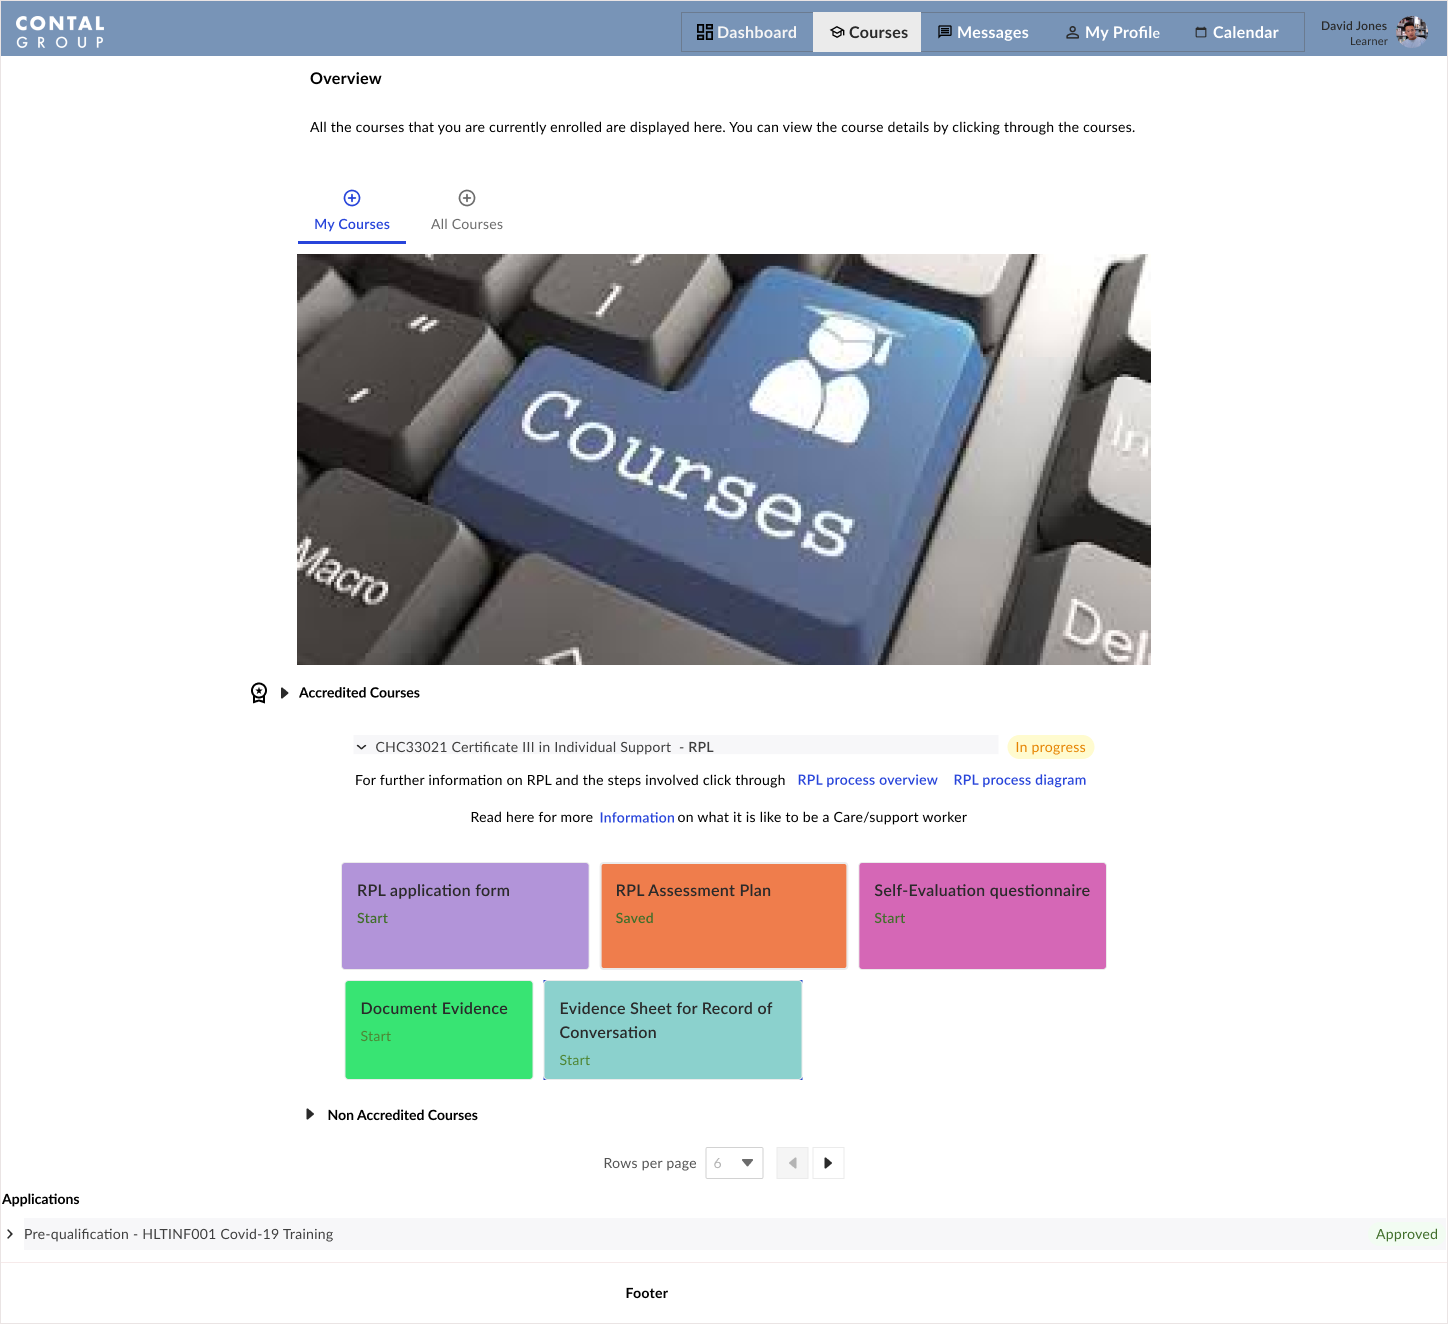 CONTAL
GROUP
Dashboard
Courses
Messages
My Profile
Calendar
David Jones
Learner
Overview
All the courses that you are currently enrolled are displayed here. You can view the course details by clicking through the courses.
My Courses
All Courses
Courses
Macro
Del
In
Accredited Courses
CHC33021 Certificate III in Individual Support - RPL
In progress
For further information on RPL and the steps involved click through RPL process overview RPL process diagram
Read here for more Information on what it is like to be a Care/support worker
RPL application form
Start
RPL Assessment Plan
Saved
Self-Evaluation questionnaire
Start
Document Evidence
Start
Evidence Sheet for Record of
Conversation
Start
Non Accredited Courses
Rows per page 6
Applications
Pre-qualification - HLTINF001 Covid-19 Training
Approved
Footer